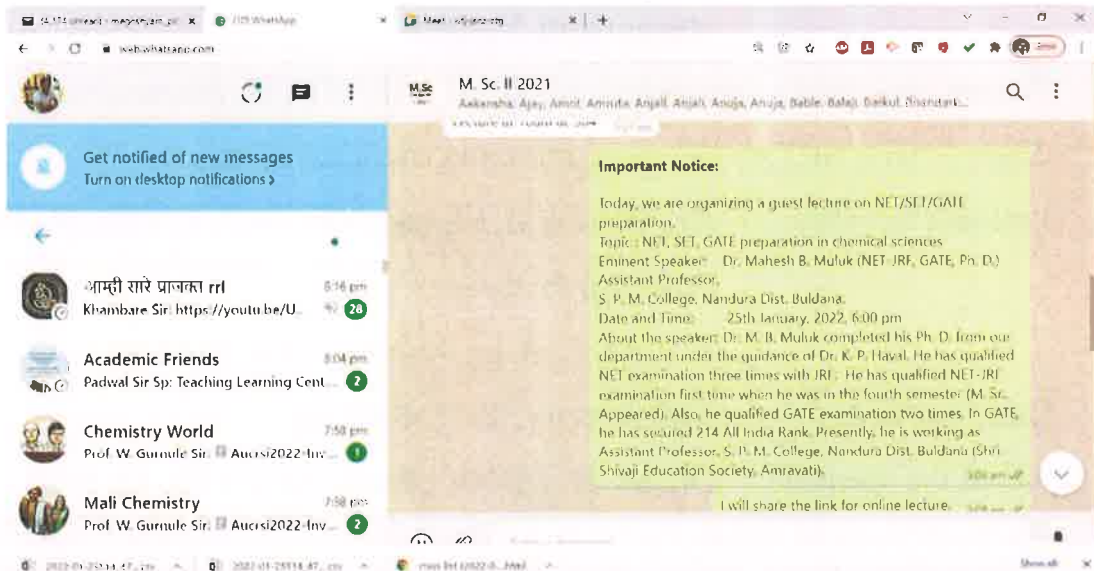 web.whatsapp.com
M. Sc. II 2021
Aakansha, Ajay, Amrit, Amruta, Anjali, Anjali, Anuja, Anuja, Bable, Balaji,
Get notified of new messages
Turn on desktop notifications >
Important Notice:
Today, we are organizing a guest lecture on NET/SET/GATE
preparation.
Topic : NET, SET, GATE preparation in chemical sciences
Eminent Speaker: Dr. Mahesh B. Muluk (NET-JRF, GATE, Ph. D.)
Assistant Professor,
S. P. M. College, Nandura Dist. Buldana.
Date and Time: 25th January, 2022, 6:00 pm
About the speaker: Dr. M. B. Muluk completed his Ph. D. from our
department under the guidance of Dr. K. P. Haval. He has qualified
NET examination three times with JRF. He has qualified NET-JRF
examination first time when he was in the fourth semester (M. Sc.
Appeared). Also, he qualified GATE examination two times. In GATE,
he has secured 214 All India Rank. Presently, he is working as
Assistant Professor, S. P. M. College, Nandura Dist. Buldana (Shri
Shivaji Education Society, Amravati).
I will share the link for online lecture.
आम्ही सारे प्राजक्त rrl
Khambare Sir: https://youtu.be/U...
28
Academic Friends
8:04 pm
Padwal Sir Sp: Teaching Learning Cent...
2
Chemistry World
7:58 pm
Prof. W. Gurnule Sir: Aucrsi2022-Inv...
1
Mali Chemistry
7:58 pm
Prof. W. Gurnule Sir: Aucrsi2022-Inv...
2
Show all